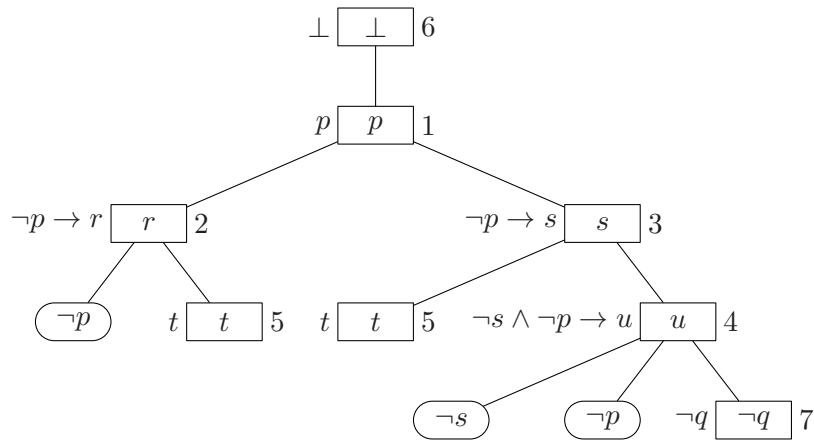 ⊥ ⊥ 6
p p 1
¬p → r r 2 ¬p → s s 3
¬p t t 5 t t 5 ¬s ∧ ¬p → u u 4
¬s ¬p ¬q ¬q 7